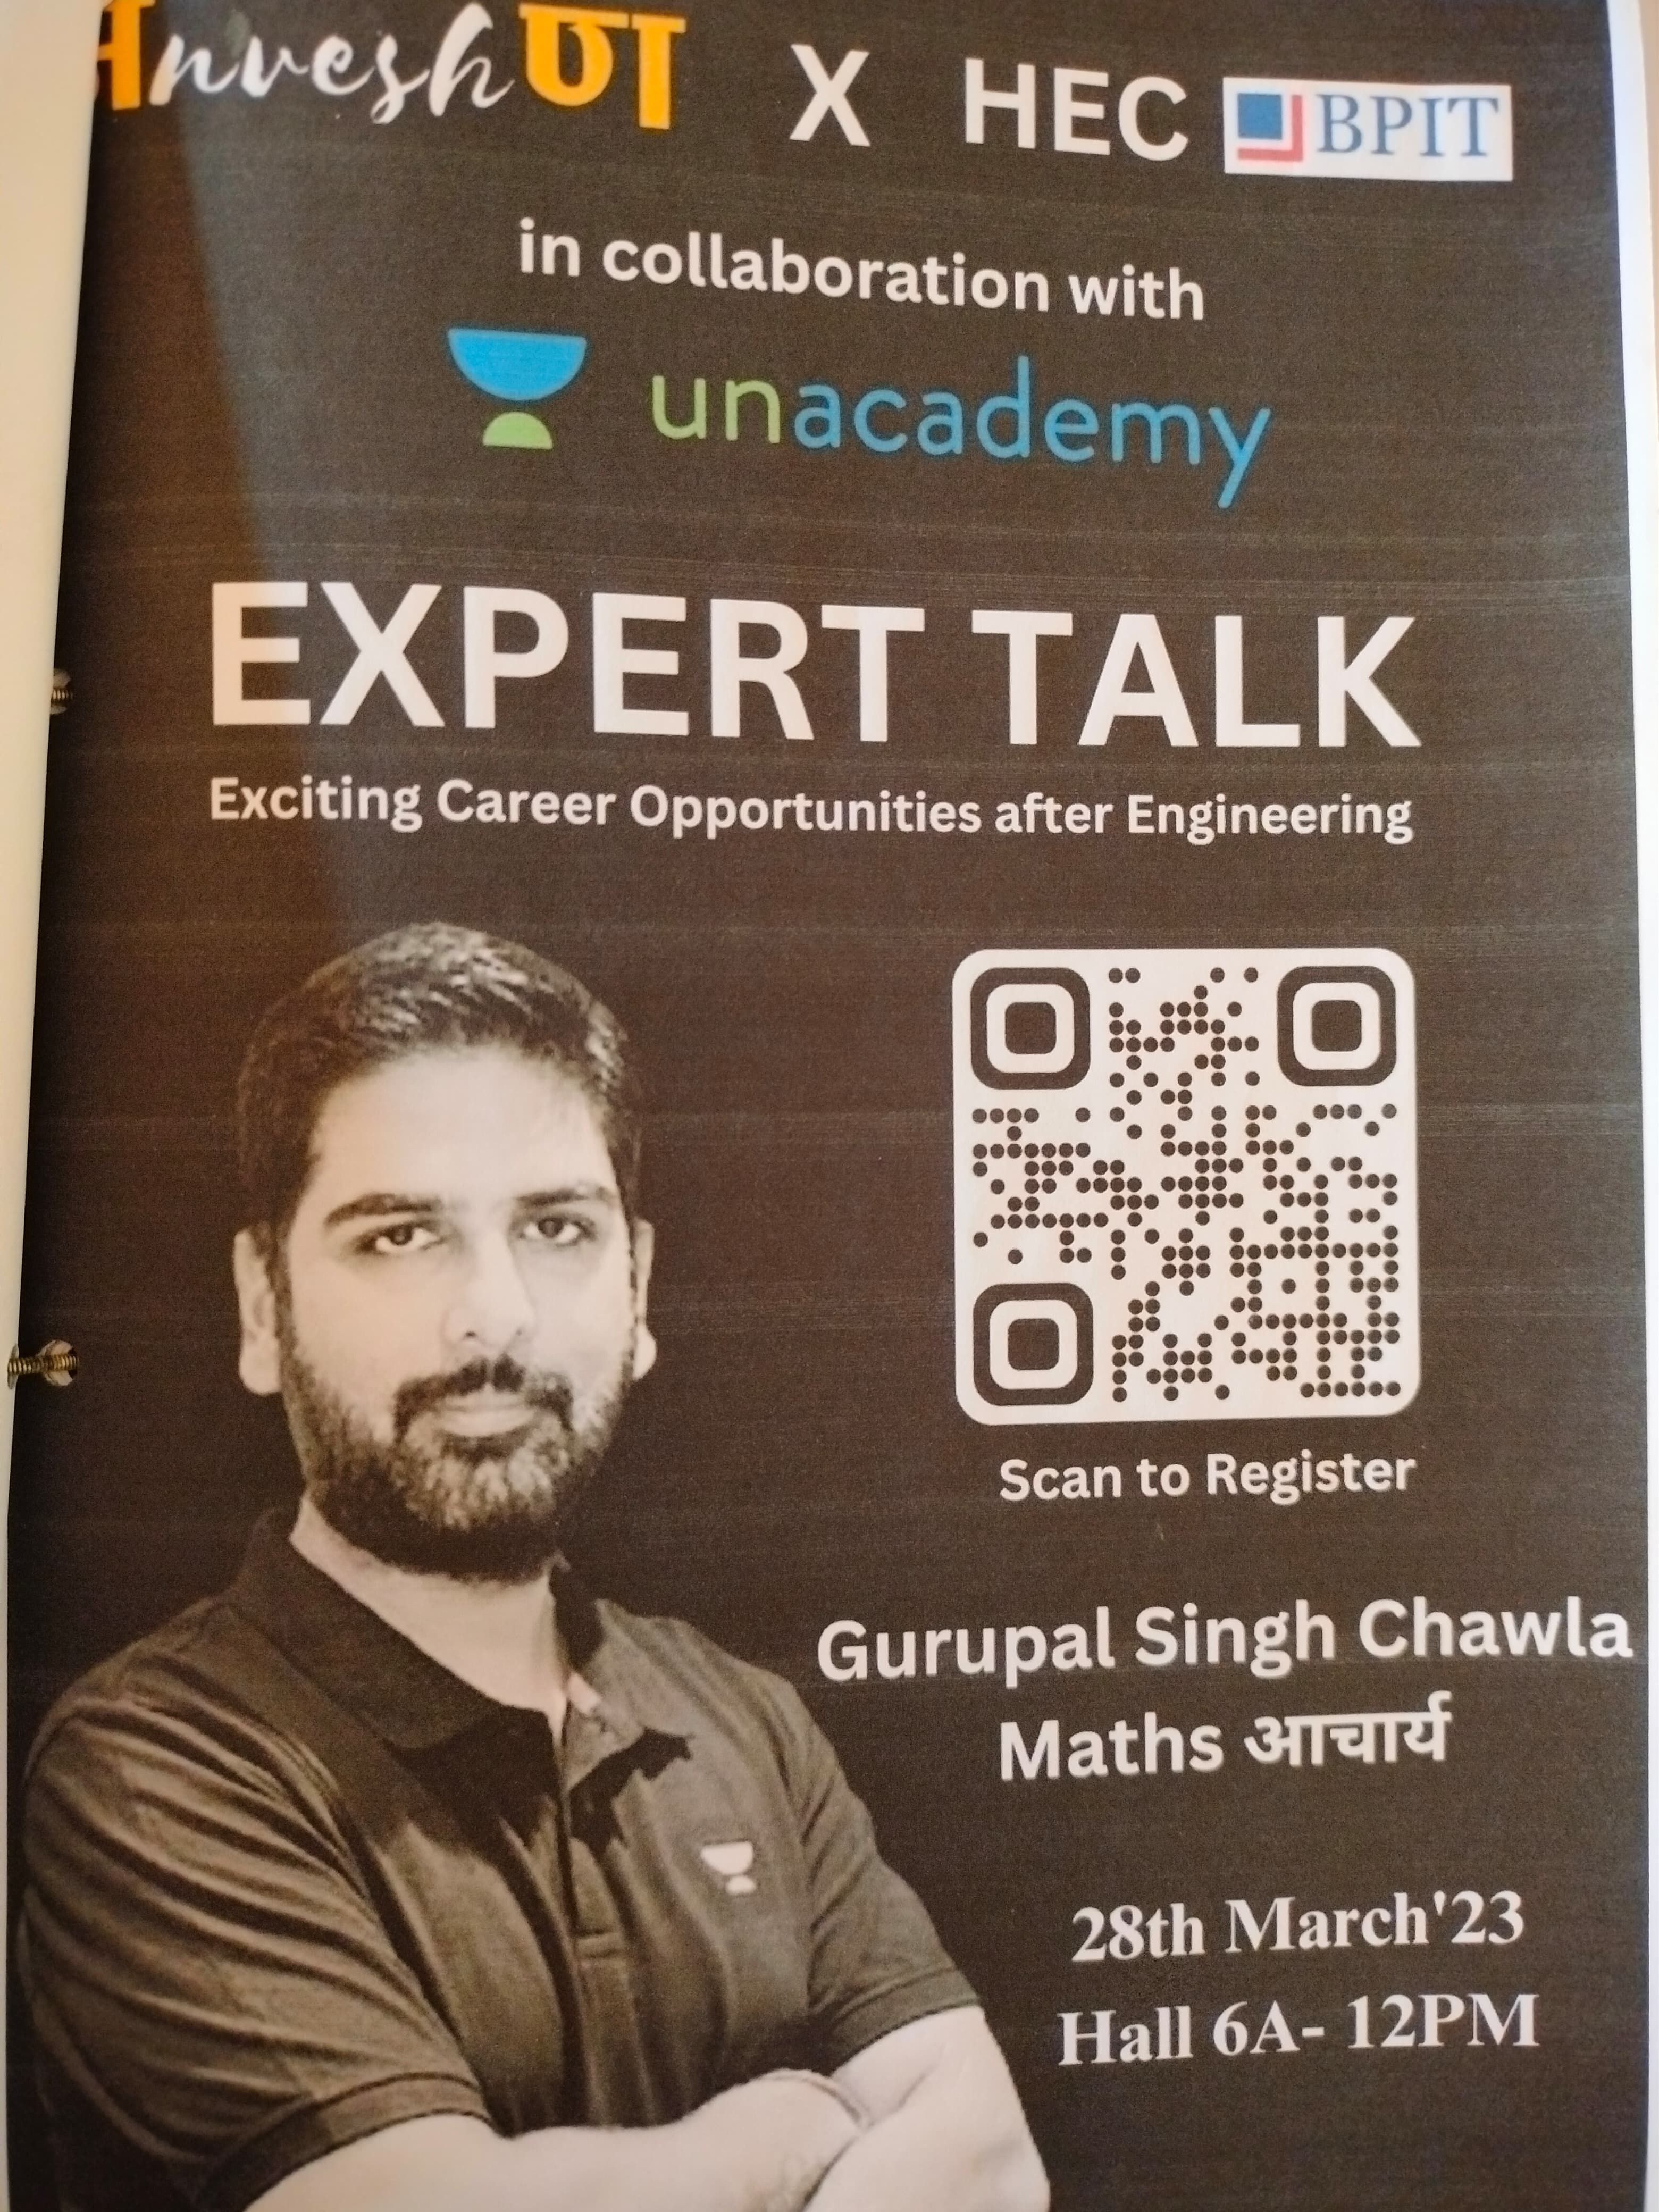 अnveshण X HEC BPIT
in collaboration with
unacademy
EXPERT TALK
Exciting Career Opportunities after Engineering
Scan to Register
Gurupal Singh Chawla
Maths आचार्य
28th March'23
Hall 6A- 12PM